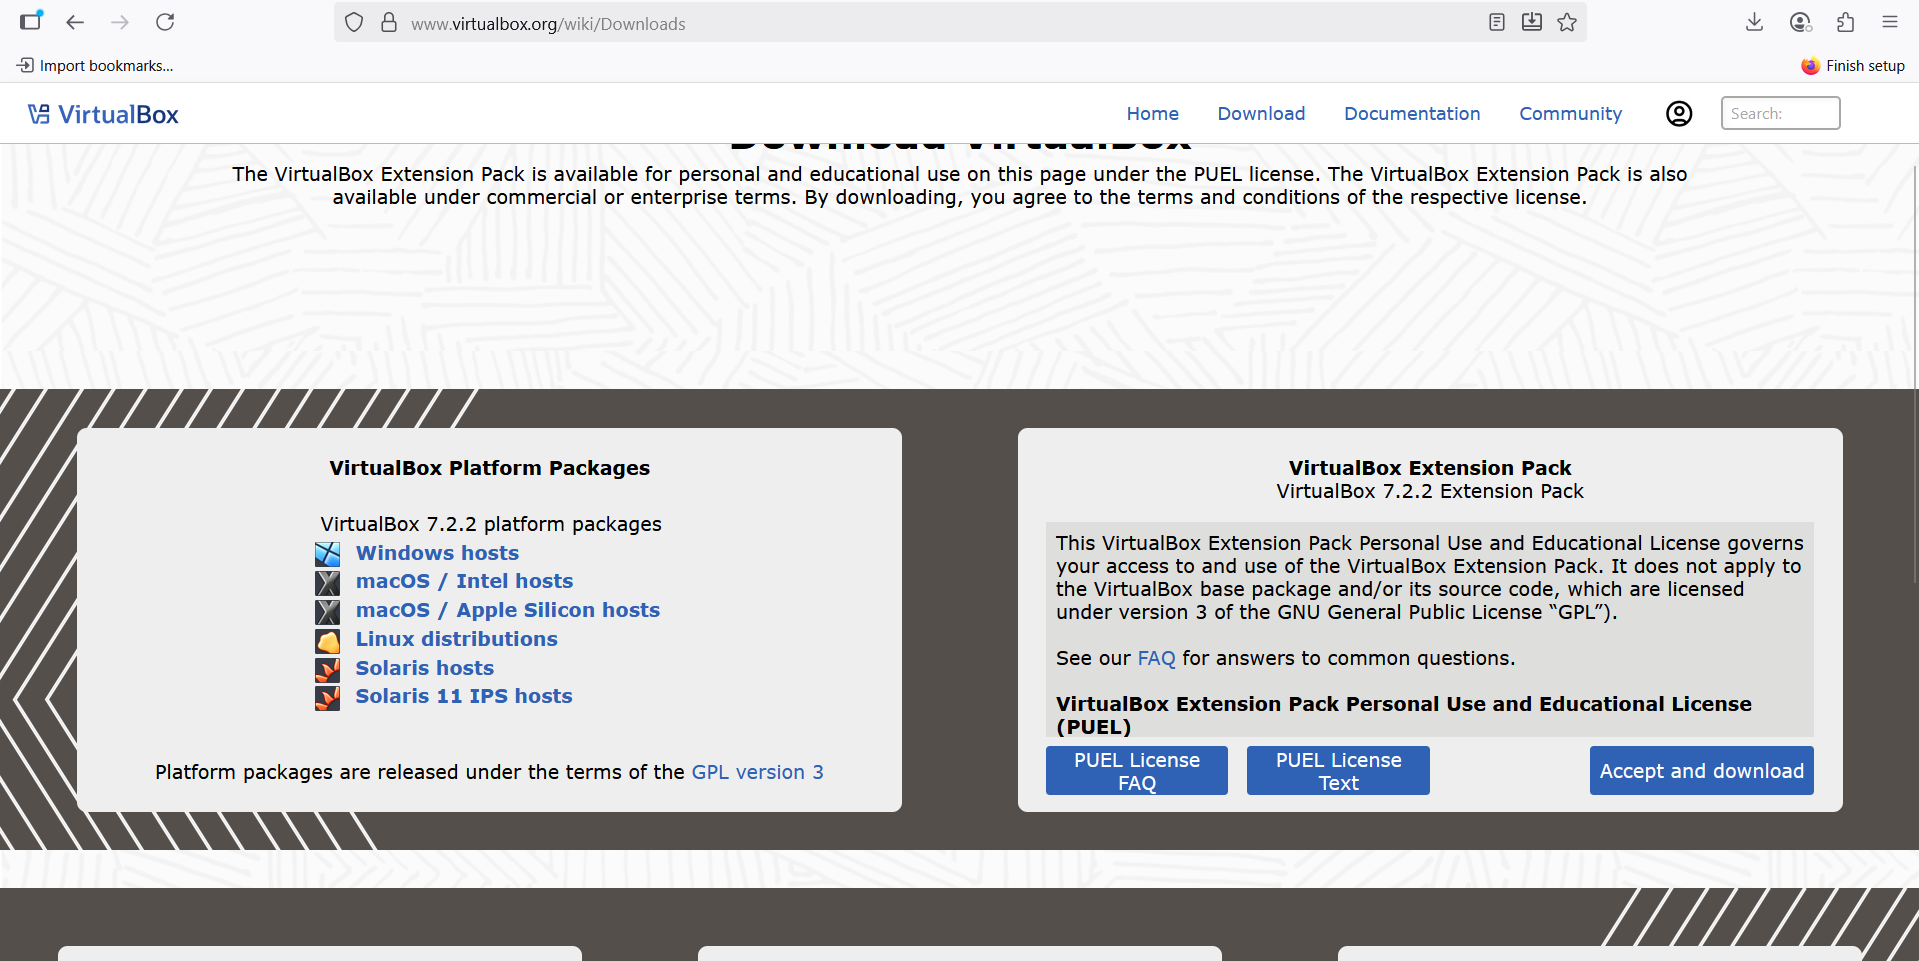 www.virtualbox.org/wiki/Downloads
Import bookmarks...
Finish setup
VirtualBox
Home
Download
Documentation
Community
Search:
Download VirtualBox
The VirtualBox Extension Pack is available for personal and educational use on this page under the PUEL license. The VirtualBox Extension Pack is also
available under commercial or enterprise terms. By downloading, you agree to the terms and conditions of the respective license.
VirtualBox Platform Packages
VirtualBox 7.2.2 platform packages
Windows hosts
macOS / Intel hosts
macOS / Apple Silicon hosts
Linux distributions
Solaris hosts
Solaris 11 IPS hosts
Platform packages are released under the terms of the GPL version 3
VirtualBox Extension Pack
VirtualBox 7.2.2 Extension Pack
This VirtualBox Extension Pack Personal Use and Educational License governs
your access to and use of the VirtualBox Extension Pack. It does not apply to
the VirtualBox base package and/or its source code, which are licensed
under version 3 of the GNU General Public License “GPL”).
See our FAQ for answers to common questions.
VirtualBox Extension Pack Personal Use and Educational License
(PUEL)
PUEL License
FAQ
PUEL License
Text
Accept and download